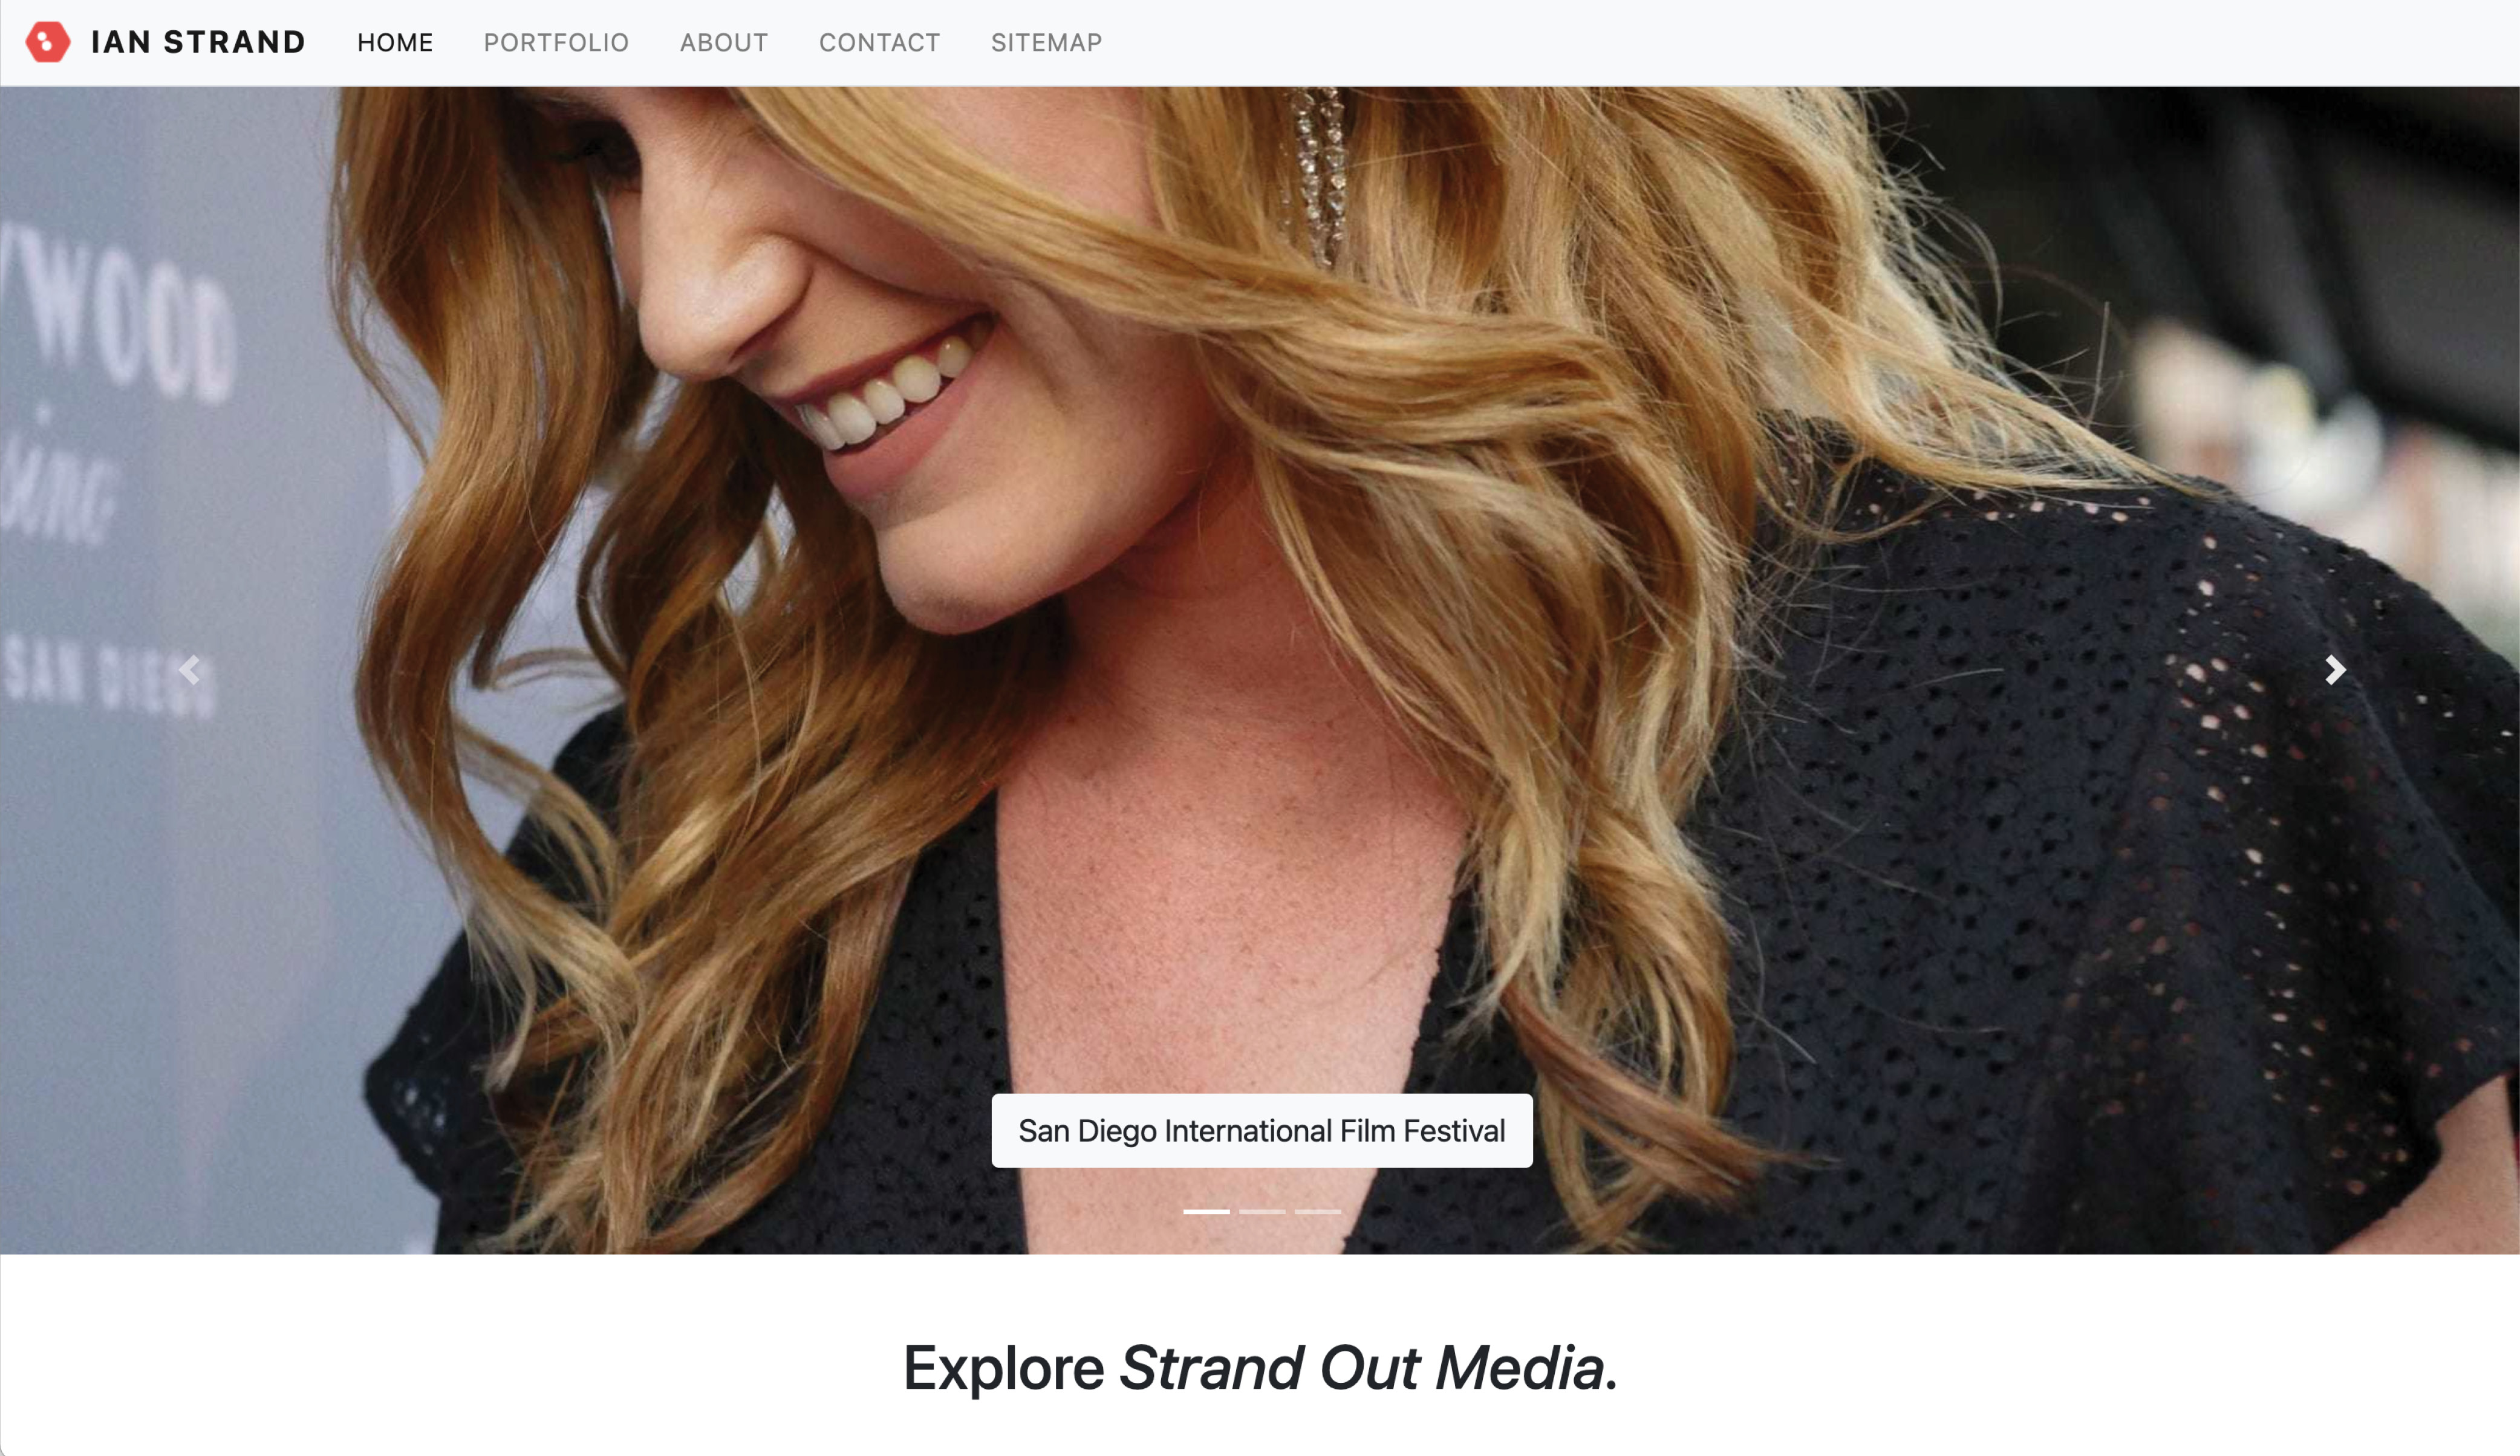 IAN STRAND HOME PORTFOLIO ABOUT CONTACT SITEMAP
WOOD
SAN DIEGO
San Diego International Film Festival
Explore Strand Out Media.